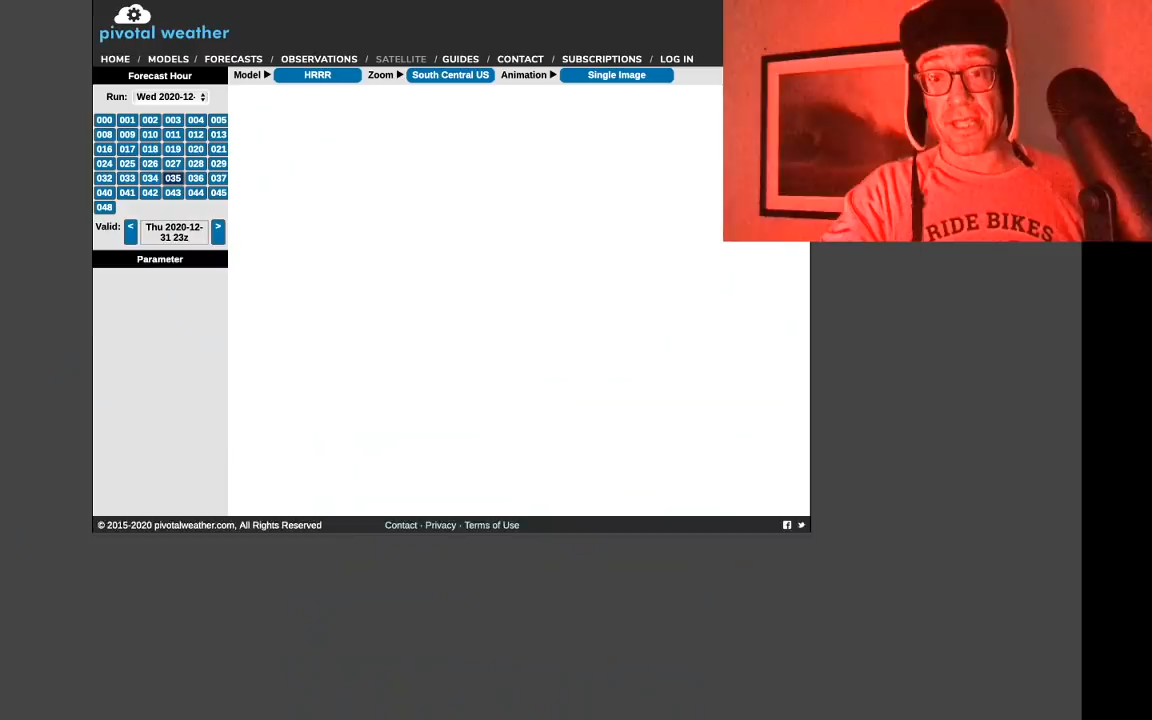 pivotal weather
HOME / MODELS / FORECASTS / OBSERVATIONS / SATELLITE / GUIDES / CONTACT / SUBSCRIPTIONS / LOG IN
Forecast Hour
Model HRRR Zoom South Central US Animation Single Image
Run: Wed 2020-12-
000 001 002 003 004 005
008 009 010 011 012 013
016 017 018 019 020 021
024 025 026 027 028 029
032 033 034 035 036 037
040 041 042 043 044 045
048
Valid: < Thu 2020-12-
31 23z >
Parameter
RIDE BIKES
© 2015-2020 pivotalweather.com, All Rights Reserved Contact · Privacy · Terms of Use